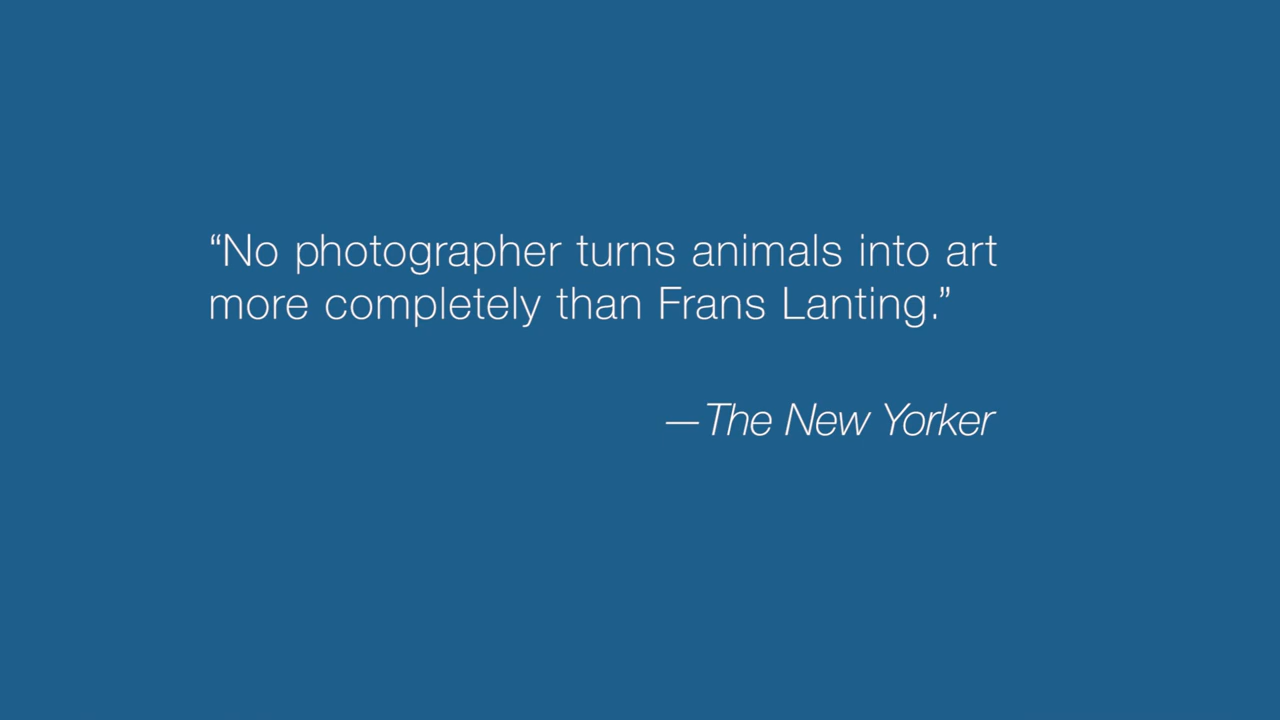 “No photographer turns animals into art
more completely than Frans Lanting.”
—The New Yorker